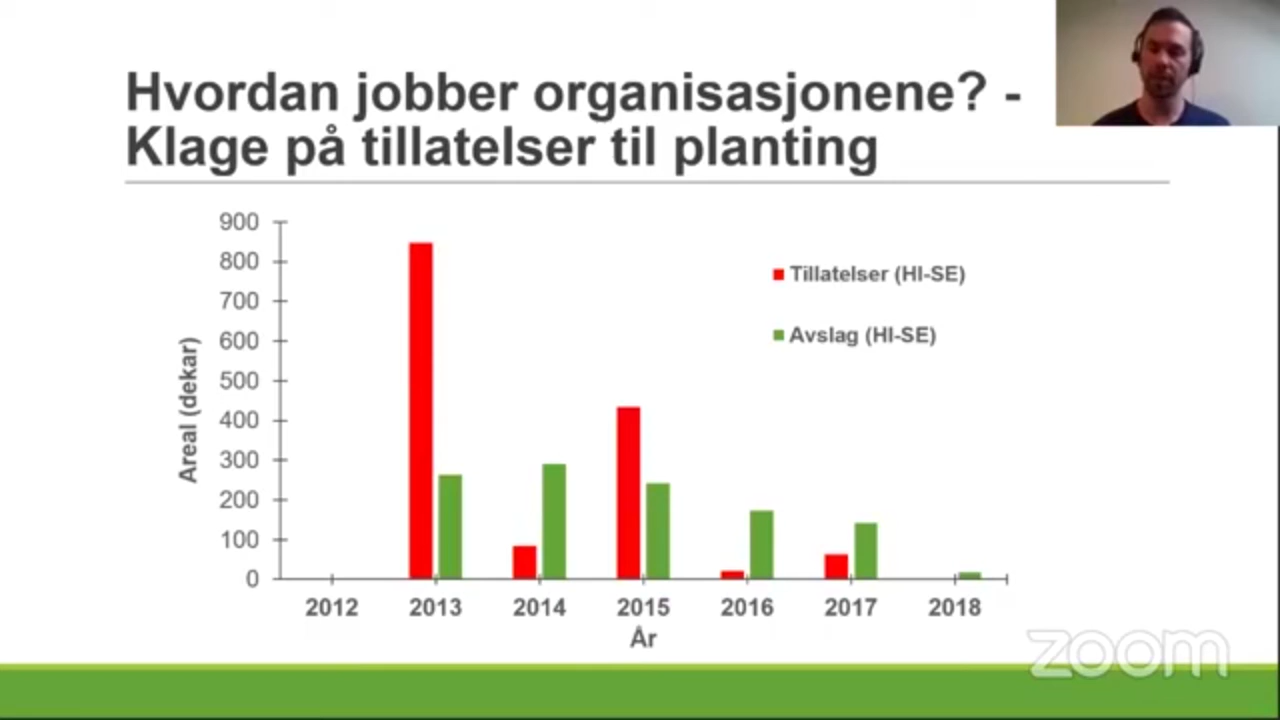 Hvordan jobber organisasjonene? -
Klage på tillatelser til planting
900
800
700
600
500
400
300
200
100
0
Areal (dekar)
Tillatelser (HI-SE)
Avslag (HI-SE)
2012 2013 2014 2015 2016 2017 2018
År
zoom